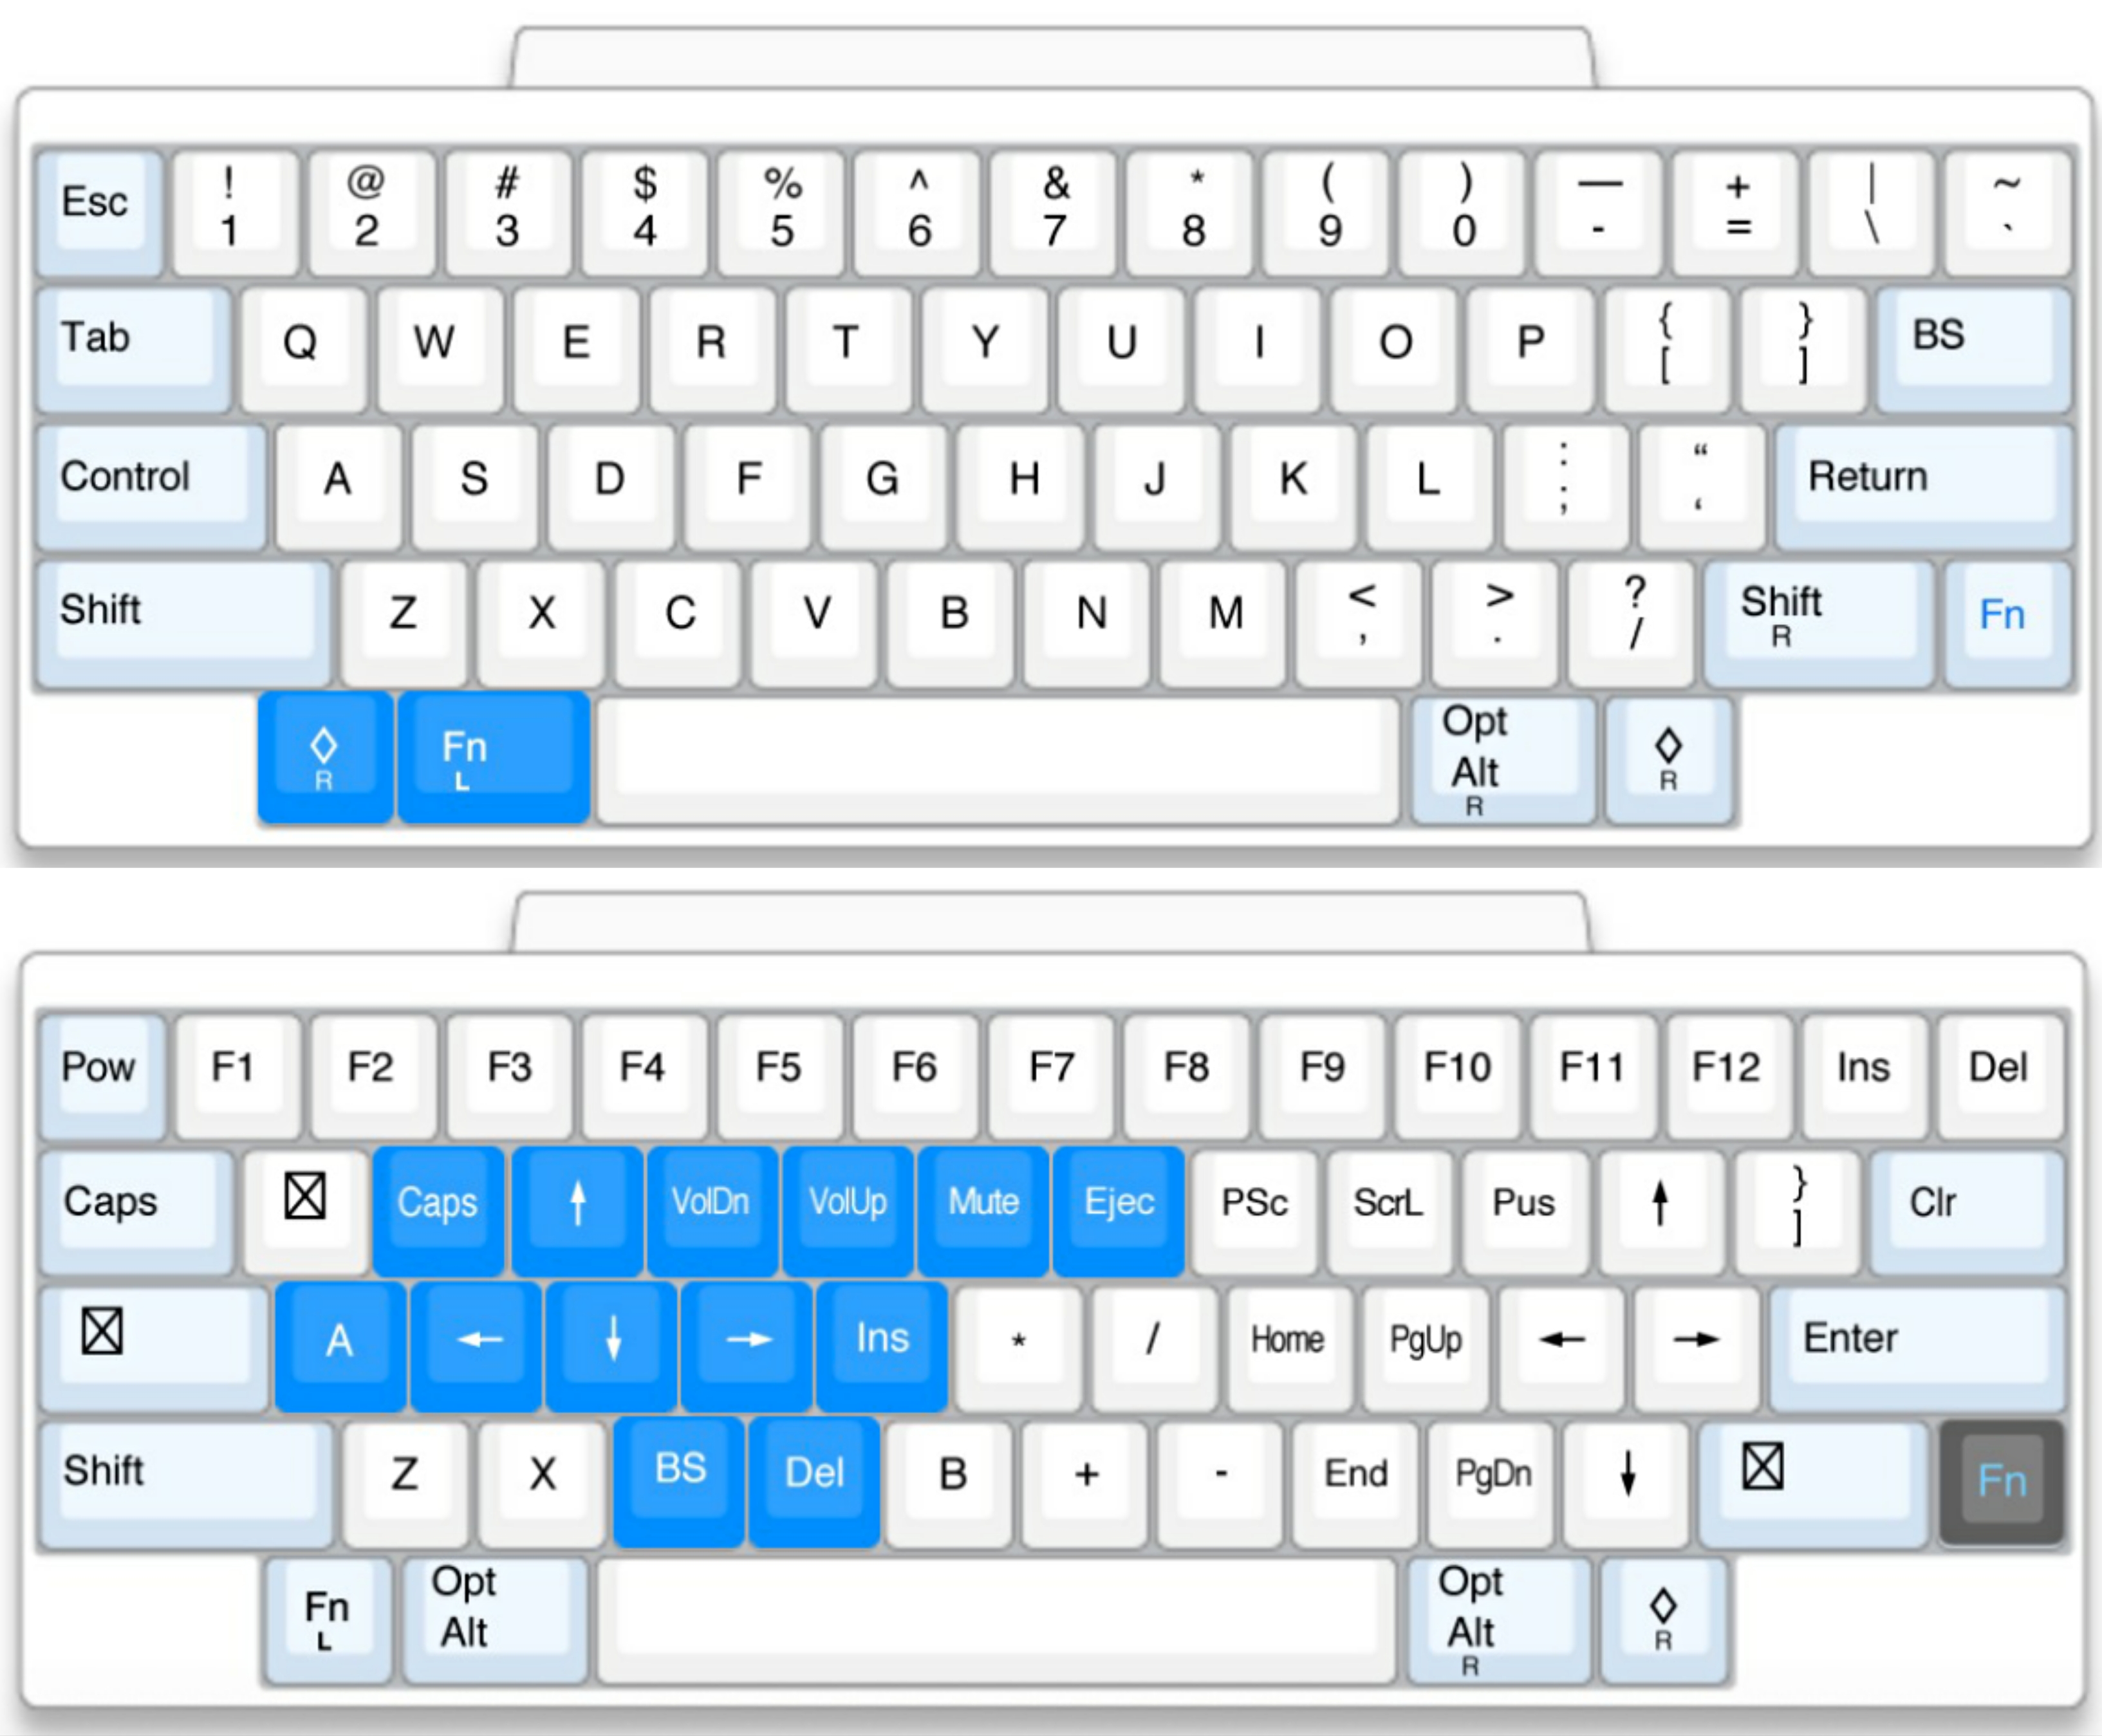 Esc ! 1 @ 2 # 3 $ 4 % 5 ^ 6 & 7 * 8 ( 9 ) 0 — - + = | \ ~ `
Tab Q W E R T Y U I O P { [ } ] BS
Control A S D F G H J K L : ; “ ‘ Return
Shift Z X C V B N M < , > . ? / Shift R Fn
◊ R Fn L Opt Alt R ◊ R
Pow F1 F2 F3 F4 F5 F6 F7 F8 F9 F10 F11 F12 Ins Del
Caps ☒ Caps ↑ VolDn VolUp Mute Ejec PSc ScrL Pus ↑ } ] Clr
☒ A ← ↓ → Ins * / Home PgUp ← → Enter
Shift Z X BS Del B + - End PgDn ↓ ☒ Fn
Fn L Opt Alt Opt Alt R ◊ R